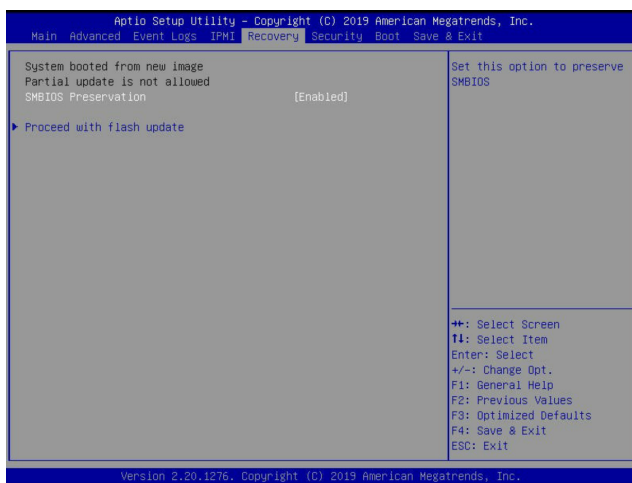 Aptio Setup Utility – Copyright (C) 2019 American Megatrends, Inc.
Main Advanced Event Logs IPMI Recovery Security Boot Save & Exit
System booted from new image
Partial update is not allowed
SMBIOS Preservation [Enabled]
Proceed with flash update
Set this option to preserve
SMBIOS
: Select Screen
↑↓: Select Item
Enter: Select
+/-: Change Opt.
F1: General Help
F2: Previous Values
F3: Optimized Defaults
F4: Save & Exit
ESC: Exit
Version 2.20.1276. Copyright (C) 2019 American Megatrends, Inc.